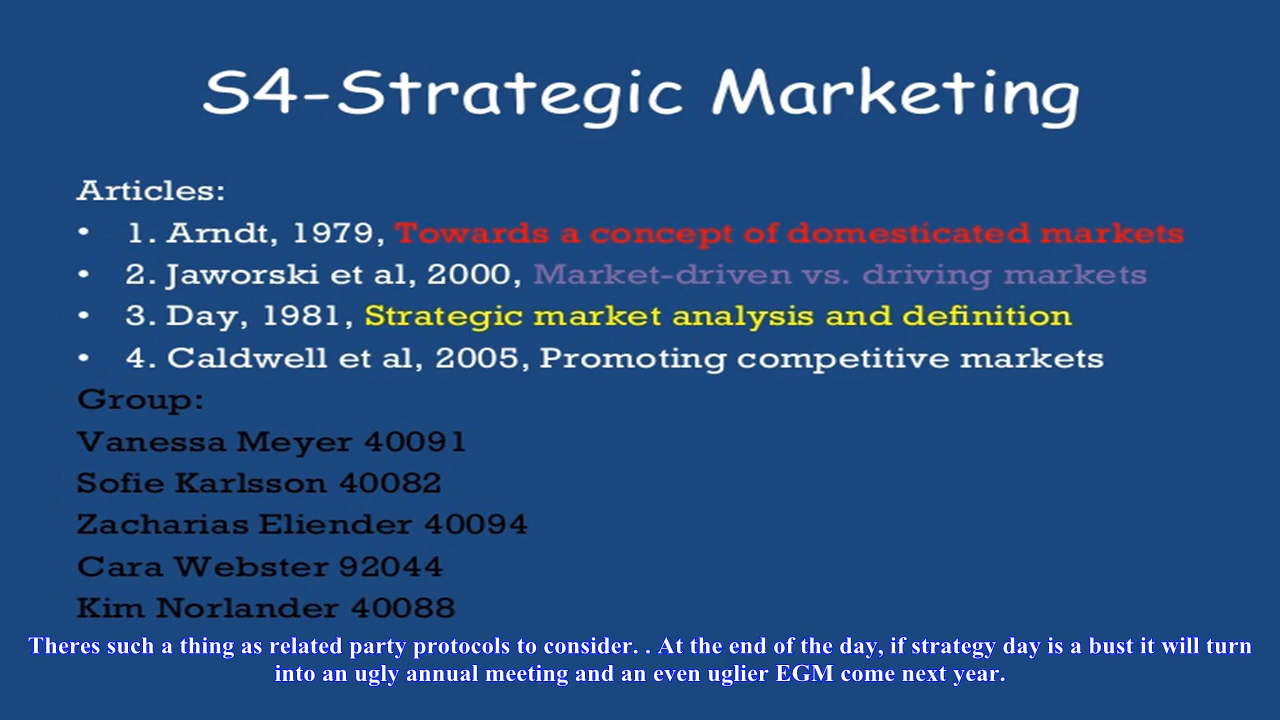 S4-Strategic Marketing
Articles:
• 1. Arndt, 1979, Towards a concept of domesticated markets
• 2. Jaworski et al, 2000, Market-driven vs. driving markets
• 3. Day, 1981, Strategic market analysis and definition
• 4. Caldwell et al, 2005, Promoting competitive markets
Group:
Vanessa Meyer 40091
Sofie Karlsson 40082
Zacharias Eliender 40094
Cara Webster 92044
Kim Norlander 40088
Theres such a thing as related party protocols to consider. . At the end of the day, if strategy day is a bust it will turn
into an ugly annual meeting and an even uglier EGM come next year.